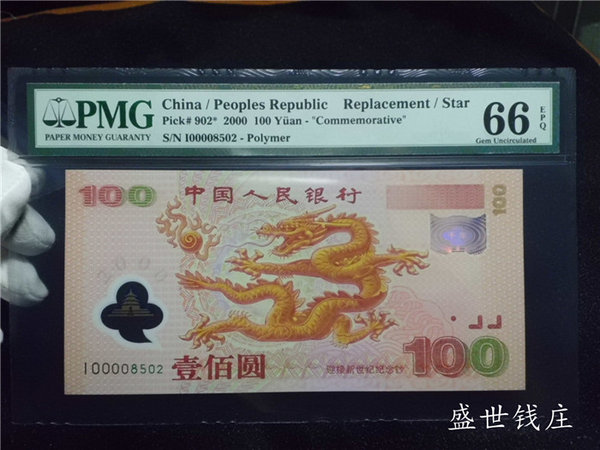 PMG
PAPER MONEY GUARANTY
China / Peoples Republic Replacement / Star
Pick# 902* 2000 100 Yüan - "Commemorative"
S/N I00008502 - Polymer
66 EPQ
Gem Uncirculated
100 中国人民银行
100
2000
I00008502 壹佰圆
迎接新世纪纪念钞 100
盛世钱庄